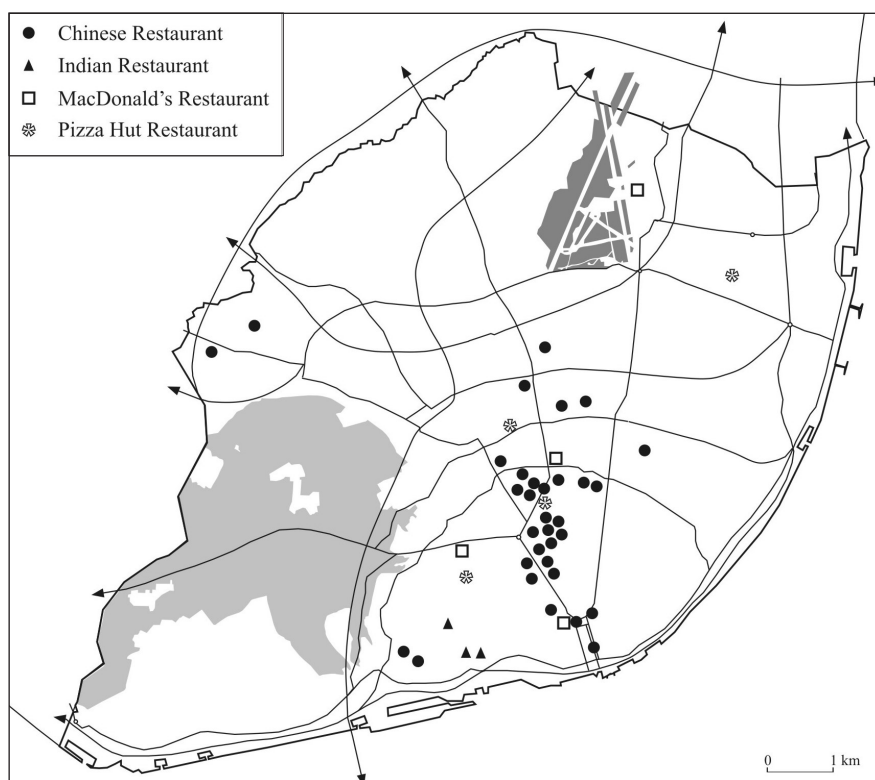 Chinese Restaurant
Indian Restaurant
MacDonald's Restaurant
Pizza Hut Restaurant
0 1 km